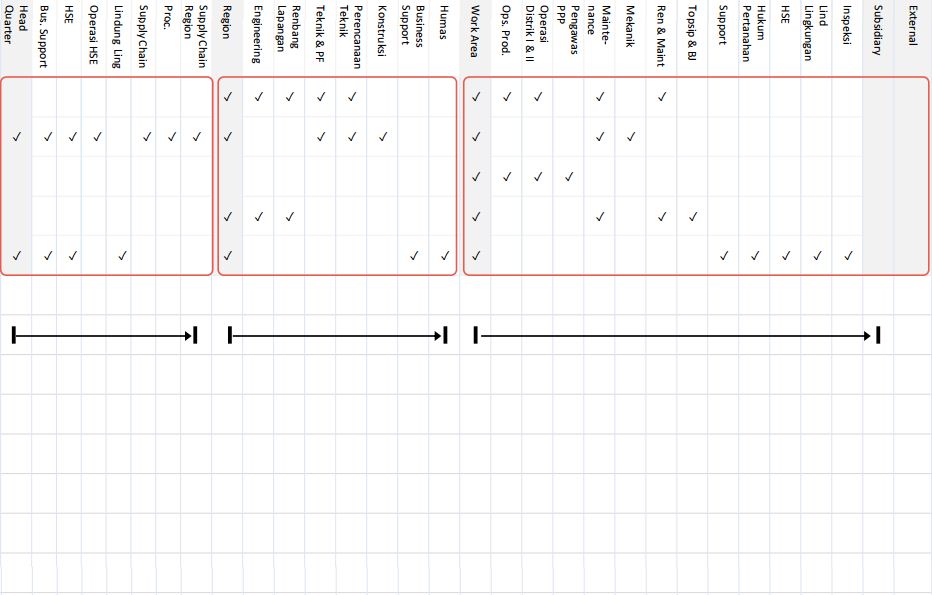 Head
Quarter
Bus. Support
HSE
Operasi HSE
Lindung Ling
Supply Chain
Proc.
Supply Chain
Region
Region
Engineering
Renbang
Lapangan
Teknik & PF
Perencanaan
Teknik
Konstruksi
Business
Support
Humas
Work Area
Ops. Prod.
Operasi
Distrik I & II
Pengawas
PPP
Mainte-
nance
Mekanik
Ren & Maint
Topsip & BJ
Support
Hukum
Pertanahan
HSE
Lind
Lingkungan
Inspeksi
Subsidiary
External